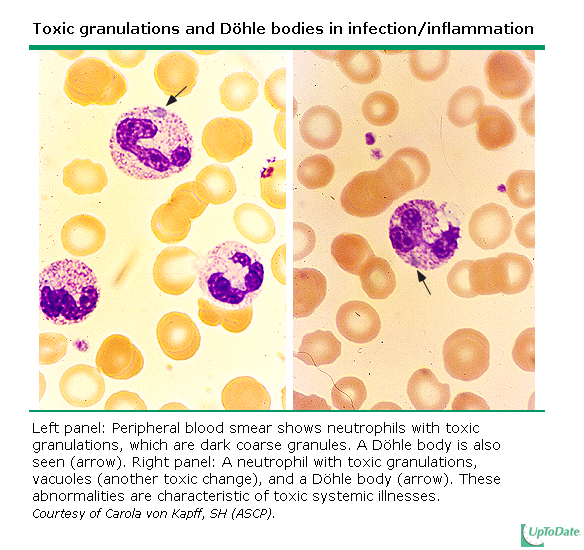 Toxic granulations and Döhle bodies in infection/inflammation
Left panel: Peripheral blood smear shows neutrophils with toxic
granulations, which are dark coarse granules. A Döhle body is also
seen (arrow). Right panel: A neutrophil with toxic granulations,
vacuoles (another toxic change), and a Döhle body (arrow). These
abnormalities are characteristic of toxic systemic illnesses.
Courtesy of Carola von Kapff, SH (ASCP).
UpToDate